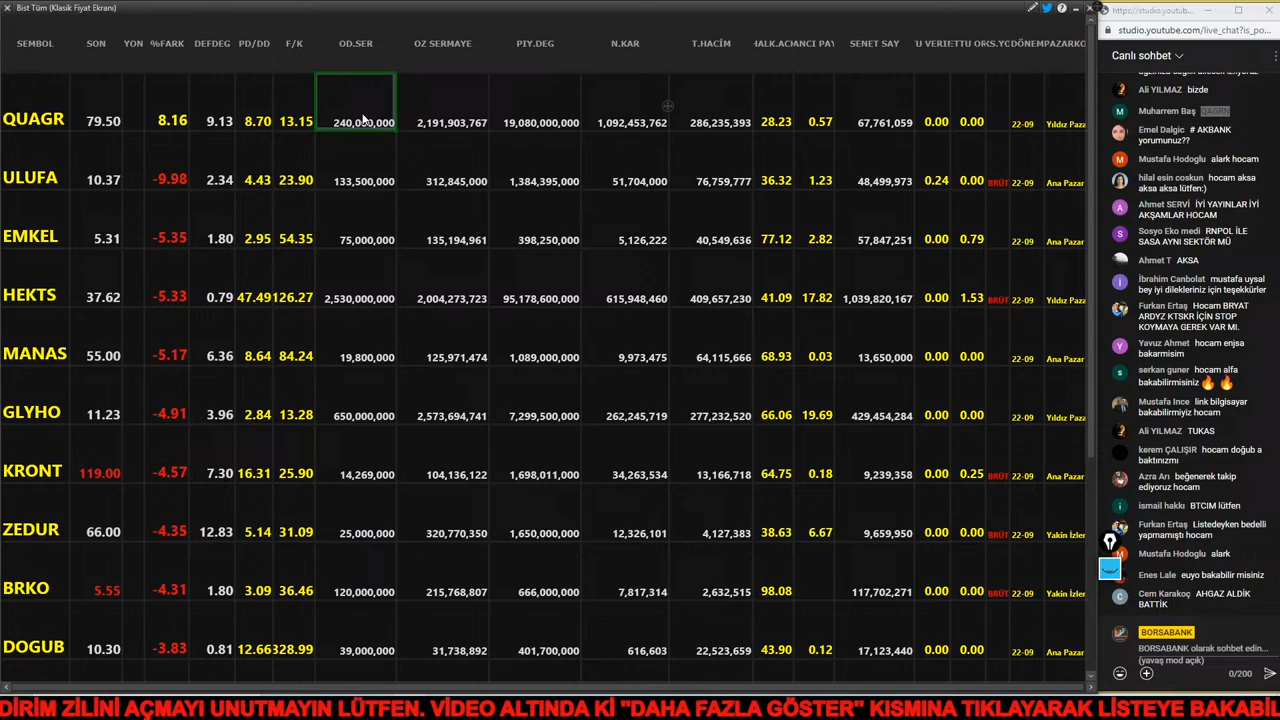 Bist Tüm (Klasik Fiyat Ekranı)
SEMBOL SON YON %FARK DEFDEG PD/DD F/K OD.SER OZ SERMAYE PIY.DEG N.KAR T.HACİM SENET SAY
QUAGR 79.50 8.16 9.13 8.70 13.15 2,191,953,767 19,080,000,000 1,092,453,762 286,235,393 28.23 0.57 67,761,059 0.00 0.00 22-09 Yıldız Paza
ULUFA 10.37 -9.98 2.34 4.43 23.90 133,500,000 312,845,000 1,384,395,000 51,704,000 76,759,777 36.32 1.23 48,499,973 0.24 0.00 BRÜT 22-09 Ana Pazar
EMKEL 5.31 -5.35 1.80 2.95 54.35 75,000,000 135,194,961 398,250,000 5,126,222 40,549,636 77.12 2.82 57,847,251 0.00 0.79 22-09 Ana Pazar
HEKTS 37.62 -5.33 0.79 47.49 126.27 2,530,000,000 2,004,273,723 95,178,600,000 615,948,460 409,657,230 41.09 17.82 1,039,820,167 0.00 1.53 BRÜT 22-09 Yıldız Paza
MANAS 55.00 -5.17 6.36 8.64 84.24 19,800,000 125,971,474 1,089,000,000 9,973,475 64,115,666 68.93 0.03 13,650,000 0.00 0.00 22-09 Ana Pazar
GLYHO 11.23 -4.91 3.96 2.84 13.28 650,000,000 2,573,694,741 7,299,500,000 262,245,719 277,232,520 66.06 19.69 429,454,284 0.00 0.00 22-09 Yıldız Paza
KRONT 119.00 -4.57 7.30 16.31 25.90 14,269,000 104,136,122 1,698,011,000 34,263,534 13,166,718 64.75 0.18 9,239,358 0.00 0.25 BRÜT 22-09 Ana Pazar
ZEDUR 66.00 -4.35 12.83 5.14 31.09 25,000,000 320,770,350 1,650,000,000 12,326,101 4,127,383 38.63 6.67 9,659,950 0.00 0.00 BRÜT 22-09 Yakin İzler
BRKO 5.55 -4.31 1.80 3.09 36.46 120,000,000 215,768,807 666,000,000 7,817,314 2,632,515 98.08 117,702,271 0.00 0.00 BRÜT 22-09 Yakin İzler
DOGUB 10.30 -3.83 0.81 12.66 328.99 39,000,000 31,738,892 401,700,000 616,603 22,523,659 43.90 0.12 17,123,440 0.00 0.00 22-09 Ana Pazar
https://studio.youtub...
studio.youtube.com/live_chat?is_po...
Canlı sohbet
Ali YILMAZ bizde
Muharrem Baş QAGRN
Emel Dalgic # AKBANK
yorumunuz??
Mustafa Hodoglu alark hocam
hilal esin coskun hocam aksa
aksa aksa lütfen:)
Ahmet SERVİ İYİ YAYINLAR İYİ
AKŞAMLAR HOCAM
Sosyo Eko medi RNPOL İLE
SASA AYNI SEKTÖR MÜ
Ahmet T AKSA
İbrahim Canbolat mustafa uysal
bey iyi dilekleriniz için teşekkürler
Furkan Ertaş Hocam BRYAT
ARDYZ KTSKR İÇİN STOP
KOYMAYA GEREK VAR MI.
Yavuz Ahmet hocam enjsa
bakarmisim
serkan guner hocam alfa
bakabilirmisiniz 🔥 🔥
Mustafa Ince link bilgisayar
bakabilirmiyiz hocam
Ali YILMAZ TUKAS
kerem ÇALIŞIR hocam doğub a
baktınızmı
Azra Arı beğenerek takip
ediyoruz hocam
ismail hakkı BTCIM lütfen
Furkan Ertaş Listedeyken bedelli
yapmamıştı hocam
Mustafa Hodoglu alark
Enes Lale euyo bakabilir misiniz
Cem Karakoç AHGAZ ALDİK
BATTİK
BORSABANK
BORSABANK olarak sohbet edin...
(yavaş mod açık)
0/200
DİRİM ZİLİNİ AÇMAYI UNUTMAYIN LÜTFEN. VİDEO ALTINDA Kİ "DAHA FAZLA GÖSTER" KISMINA TIKLAYARAK LİSTEYE BAKABİL